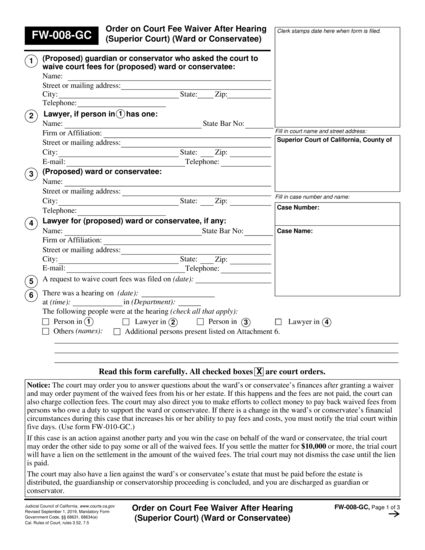 FW-008-GC
Order on Court Fee Waiver After Hearing
(Superior Court) (Ward or Conservatee)
Clerk stamps date here when form is filed.
1 (Proposed) guardian or conservator who asked the court to
waive court fees for (proposed) ward or conservatee:
Name:
Street or mailing address:
City: State: Zip:
Telephone:
2 Lawyer, if person in 1 has one:
Name: State Bar No:
Firm or Affiliation:
Street or mailing address:
City: State: Zip:
E-mail: Telephone:
Fill in court name and street address:
Superior Court of California, County of
3 (Proposed) ward or conservatee:
Name:
Street or mailing address:
City: State: Zip:
Telephone:
Fill in case number and name:
Case Number:
Case Name:
4 Lawyer for (proposed) ward or conservatee, if any:
Name: State Bar No:
Firm or Affiliation:
Street or mailing address:
City: State: Zip:
E-mail: Telephone:
5 A request to waive court fees was filed on (date):
6 There was a hearing on (date):
at (time): in (Department):
The following people were at the hearing (check all that apply):
Person in 1 Lawyer in 2 Person in 3 Lawyer in 4
Others (names): Additional persons present listed on Attachment 6.
Read this form carefully. All checked boxes X are court orders.
Notice: The court may order you to answer questions about the ward's or conservatee's finances after granting a waiver
and may order payment of the waived fees from his or her estate. If this happens and the fees are not paid, the court can
also charge collection fees. The court may also direct you to make efforts to collect money to pay back waived fees from
persons who owe a duty to support the ward or conservatee. If there is a change in the ward's or conservatee's financial
circumstances during this case that increases his or her ability to pay fees and costs, you must notify the trial court within
five days. (Use form FW-010-GC.)
If this case is an action against another party and you win the case on behalf of the ward or conservatee, the trial court
may order the other side to pay some or all of the waived fees. If you settle the matter for $10,000 or more, the trial court
will have a lien on the settlement in the amount of the waived fees. The trial court may not dismiss the case until the lien
is paid.
The court may also have a lien against the ward's or conservatee's estate that must be paid before the estate is
distributed, the guardianship or conservatorship proceeding is concluded, and you are discharged as guardian or
conservator.
Judicial Council of California, www.courts.ca.gov
Revised September 1, 2019, Mandatory Form
Government Code, §§ 68631, 68634(e)
Cal. Rules of Court, rules 3.52, 7.5
Order on Court Fee Waiver After Hearing
(Superior Court) (Ward or Conservatee)
FW-008-GC, Page 1 of 3